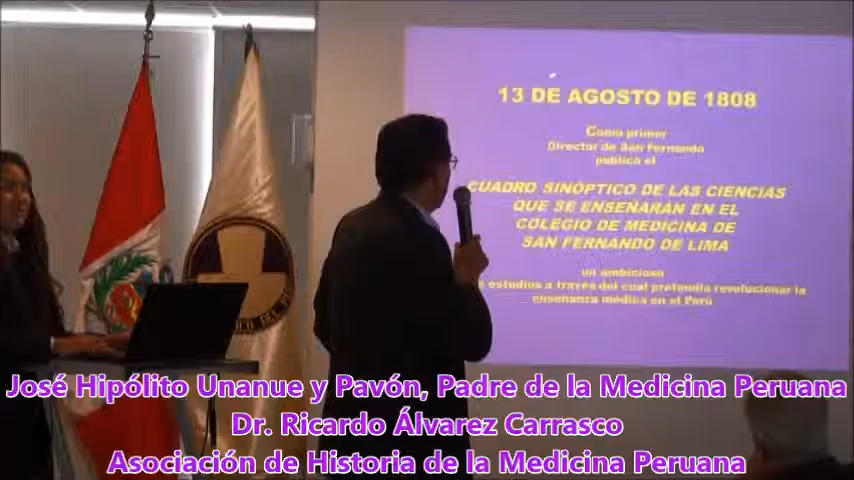 13 DE AGOSTO DE 1808
Como primer
Director de San Fernando
publicó el
CUADRO SINÓPTICO DE LAS CIENCIAS
QUE SE ENSEÑARÁN EN EL
COLEGIO DE MEDICINA DE
SAN FERNANDO DE LIMA
un ambicioso
estudios a través del cual pretendía revolucionar la
enseñanza médica en el Perú
José Hipólito Unanue y Pavón, Padre de la Medicina Peruana
Dr. Ricardo Álvarez Carrasco
Asociación de Historia de la Medicina Peruana